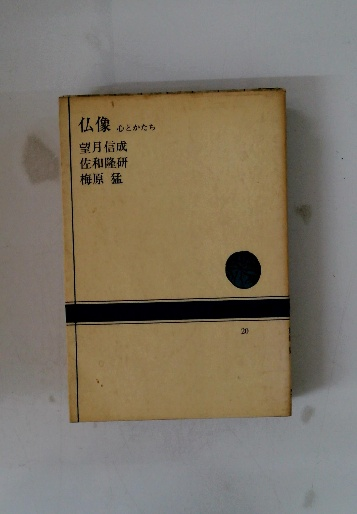 仏像 心とかたち
望月信成
佐和隆研
梅原 猛
20